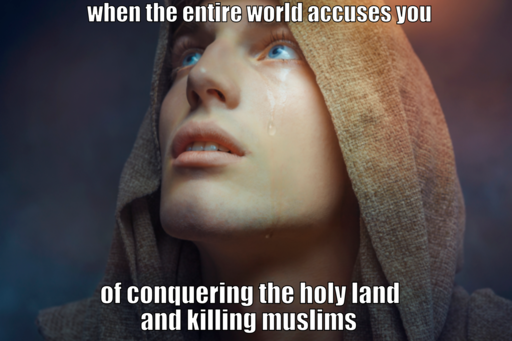 when the entire world accuses you
of conquering the holy land
and killing muslims